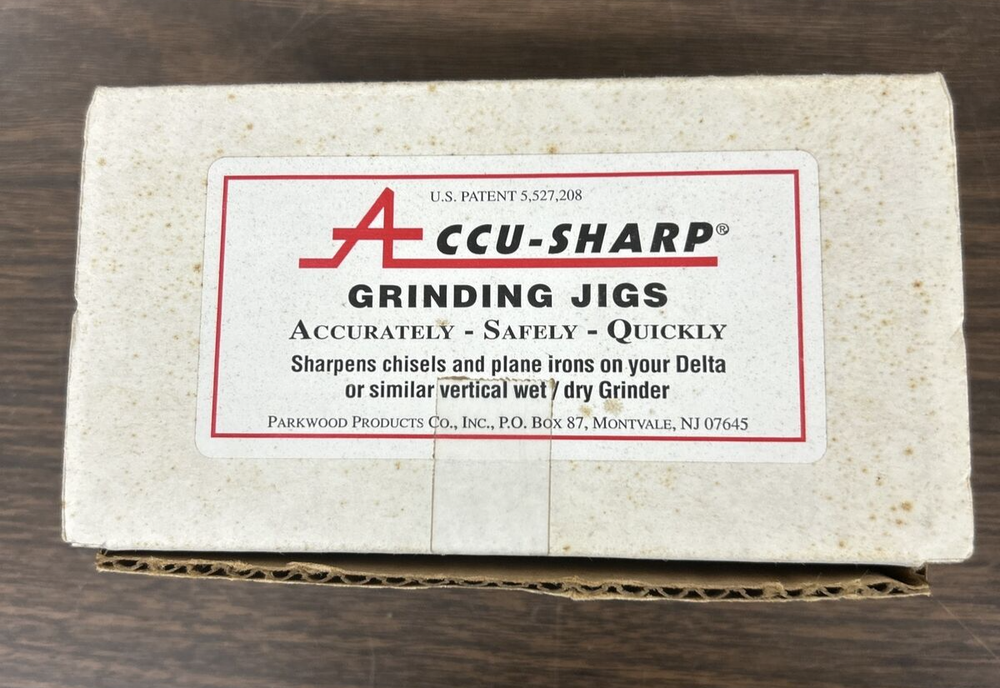 U.S. PATENT 5,527,208
ACCU-SHARP®
GRINDING JIGS
ACCURATELY - SAFELY - QUICKLY
Sharpens chisels and plane irons on your Delta
or similar vertical wet / dry Grinder
PARKWOOD PRODUCTS CO., INC., P.O. BOX 87, MONTVALE, NJ 07645